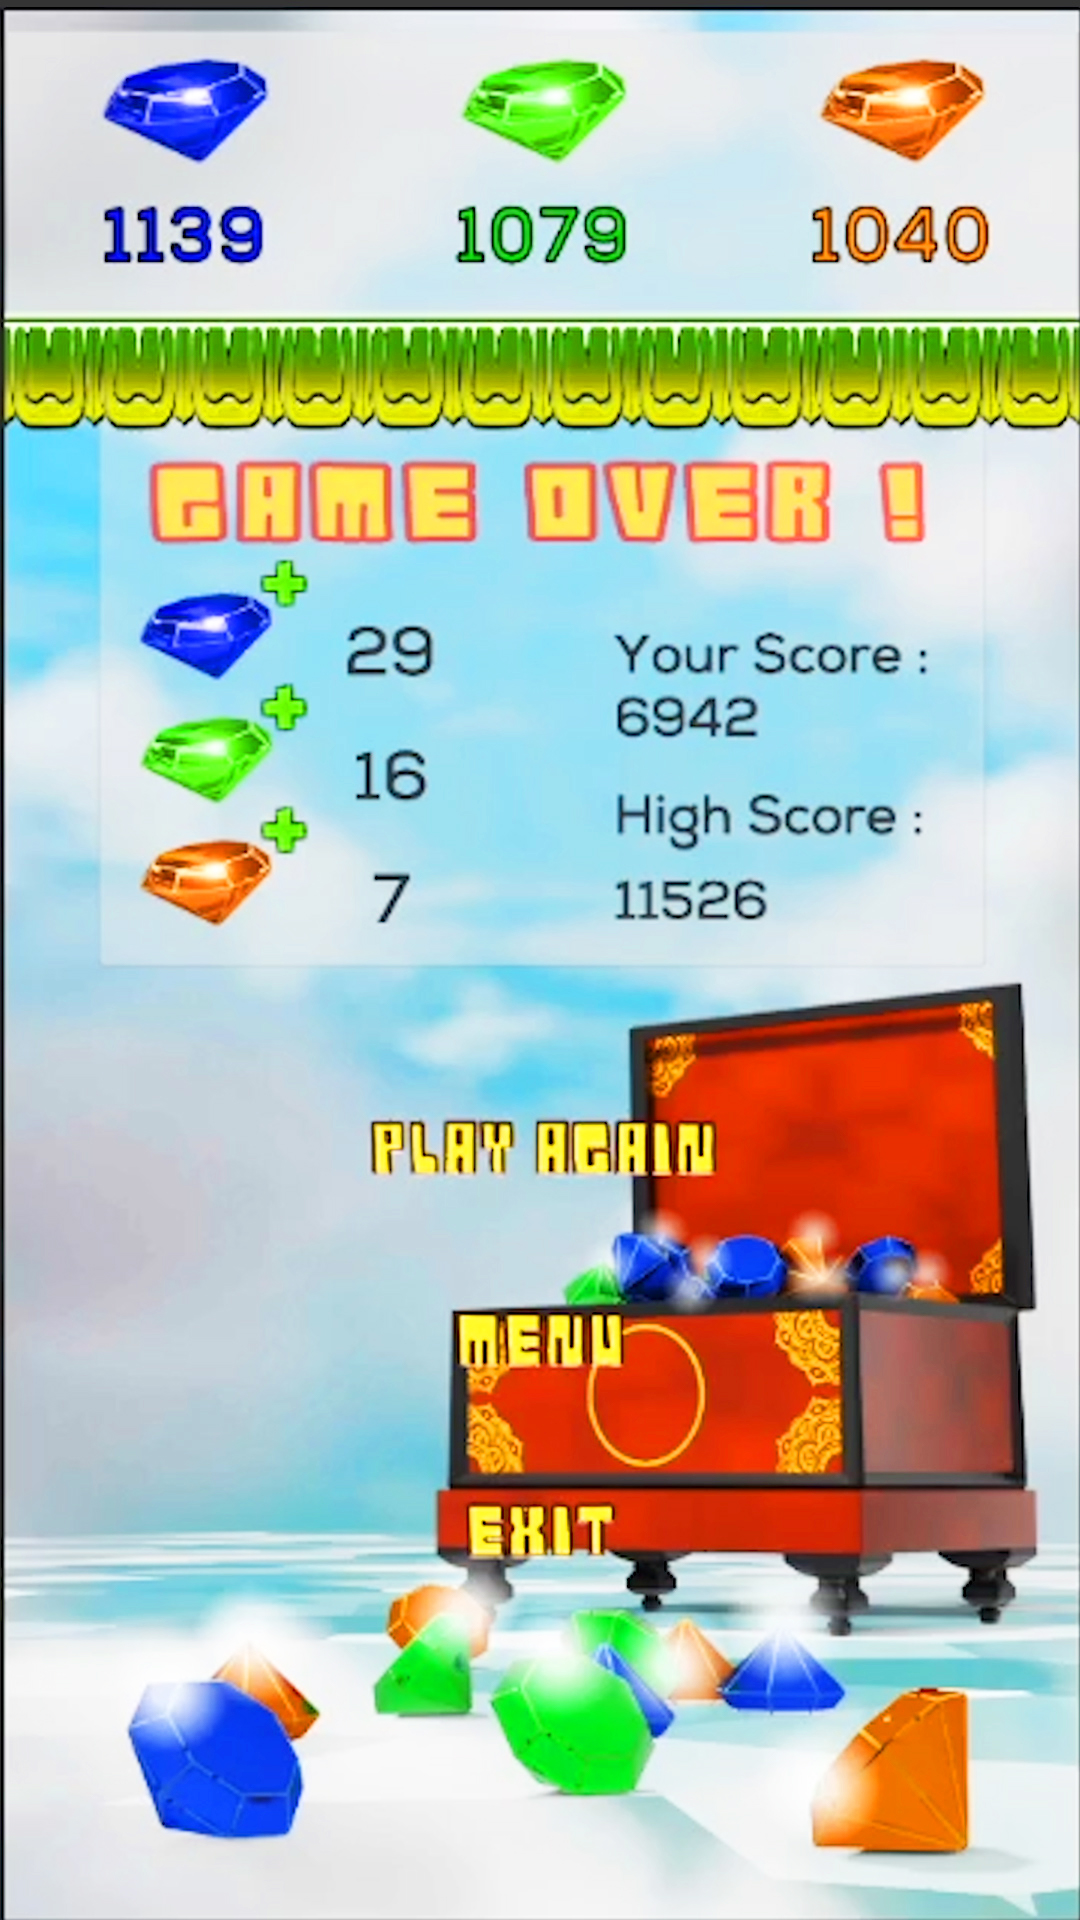 1139 1079 1040
GAME OVER !
29
Your Score :
6942
16
High Score :
7
11526
PLAY AGAIN
MENU
EXIT